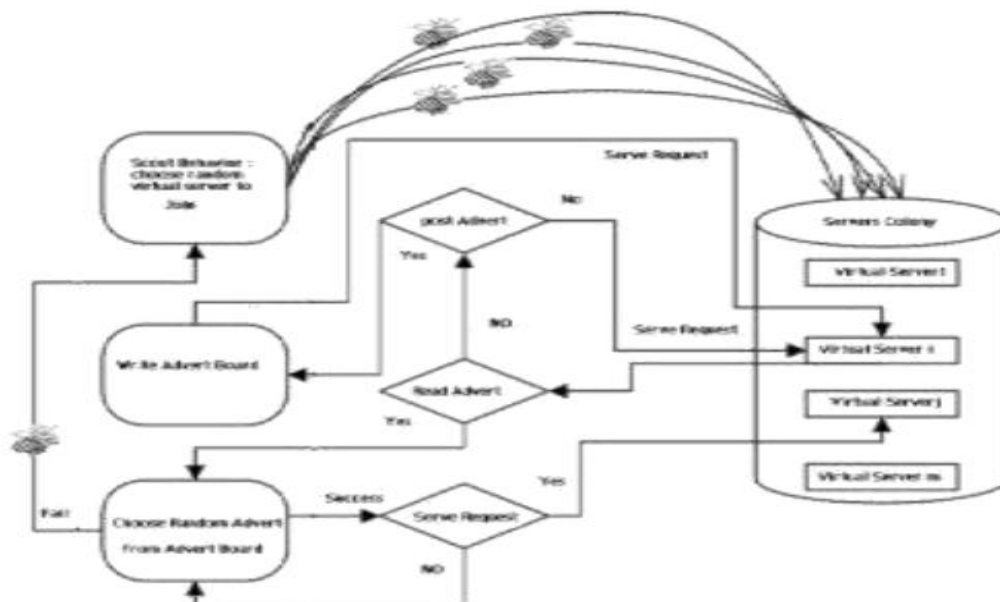 Scout Behavior :
choose random
virtual server to
Join
Serve Request
post Advert
No
Yes
Servers Colony
Virtual Server1
NO
Serve Request
Write Advert Board
Virtual Server i
Read Advert
Yes
Virtual Serverj
Fail
Success
Yes
Virtual Server m
Choose Random Advert
From Advert Board
Serve Request
NO